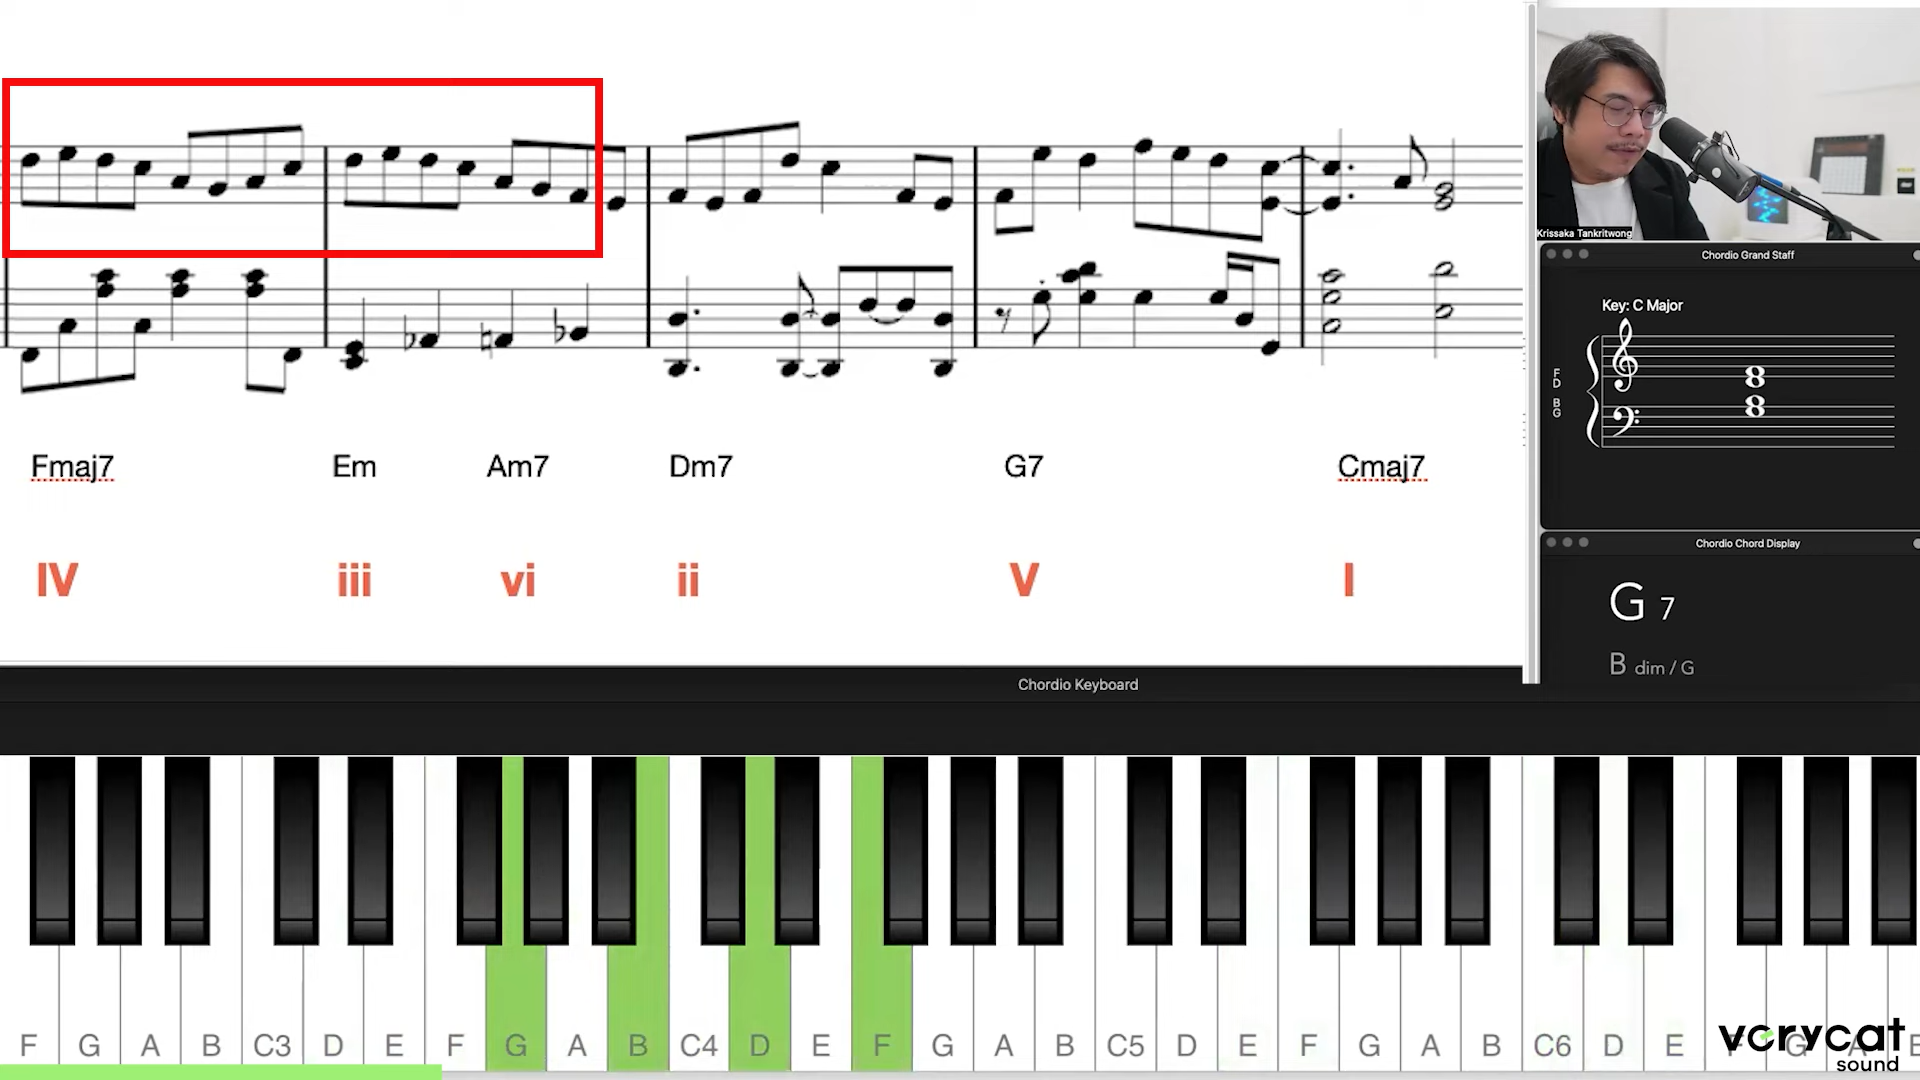 Krissaka Tankritwong
Chordio Grand Staff
Key: C Major
F
D
B
G
Fmaj7 Em Am7 Dm7 G7 Cmaj7
IV iii vi ii V I
Chordio Chord Display
G 7
B dim / G
Chordio Keyboard
F G A B C3 D E F G A B C4 D E F G A B C5 D E F G A B C6 D E F G A E
verycat
sound